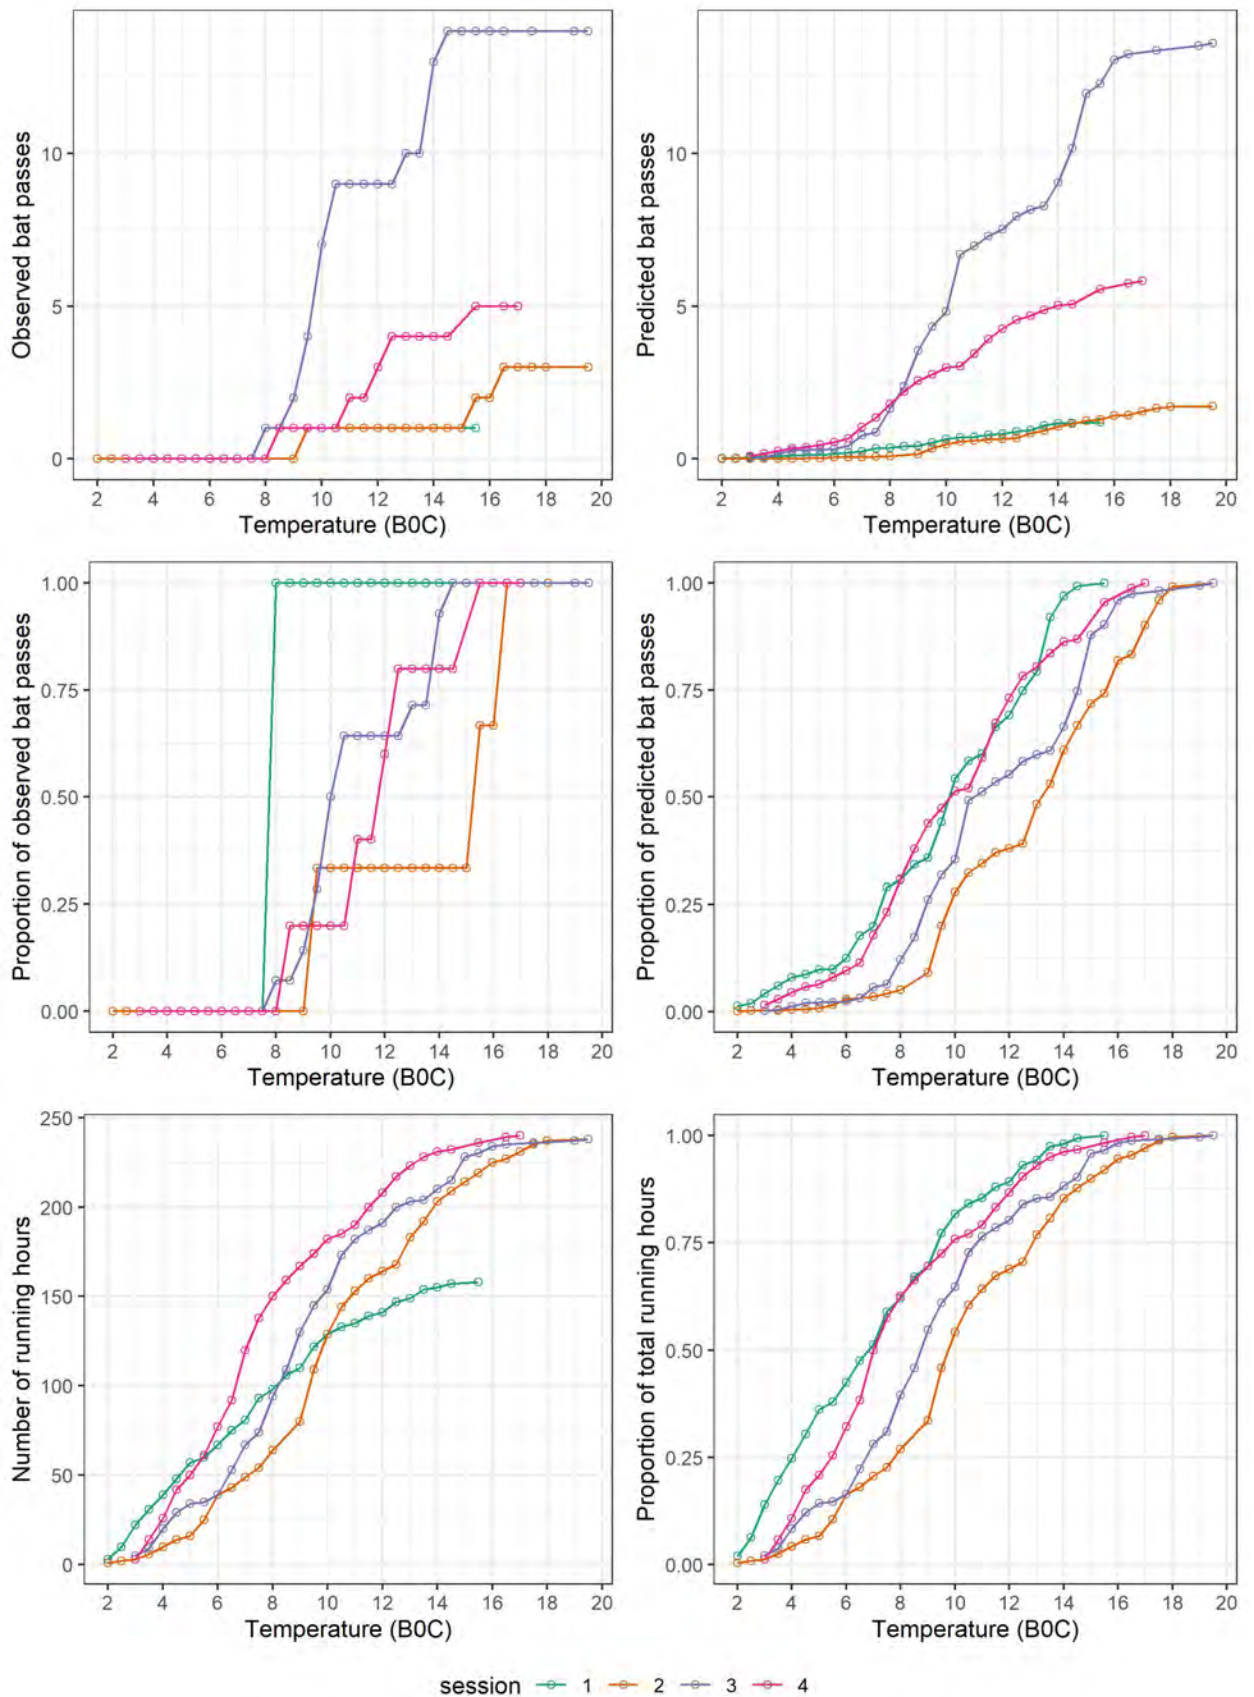 Observed bat passes
10
5
0
2 4 6 8 10 12 14 16 18 20
Temperature (B0C)
Predicted bat passes
10
5
0
2 4 6 8 10 12 14 16 18 20
Temperature (B0C)
Proportion of observed bat passes
1.00
0.75
0.50
0.25
0.00
2 4 6 8 10 12 14 16 18 20
Temperature (B0C)
Proportion of predicted bat passes
1.00
0.75
0.50
0.25
0.00
2 4 6 8 10 12 14 16 18 20
Temperature (B0C)
Number of running hours
250
200
150
100
50
0
2 4 6 8 10 12 14 16 18 20
Temperature (B0C)
Proportion of total running hours
1.00
0.75
0.50
0.25
0.00
2 4 6 8 10 12 14 16 18 20
Temperature (B0C)
session 1 2 3 4